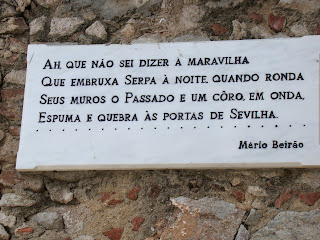 Ah, que não sei dizer a maravilha
Que embruxa Serpa à noite, quando ronda
Seus muros o Passado e um côro, em onda,
Espuma e quebra às portas de Sevilha.
. . . . . . . . . . . . . . . . . . . . . . . . . . . .
Mário Beirão